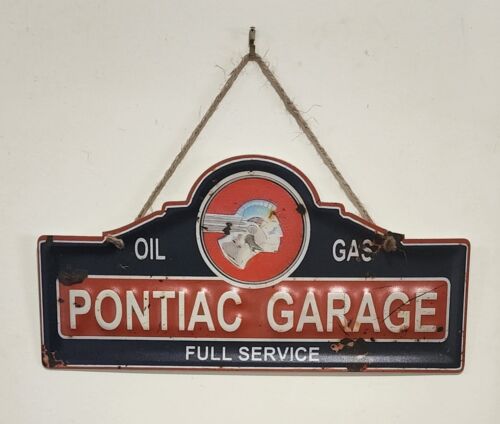 OIL GAS
PONTIAC GARAGE
FULL SERVICE